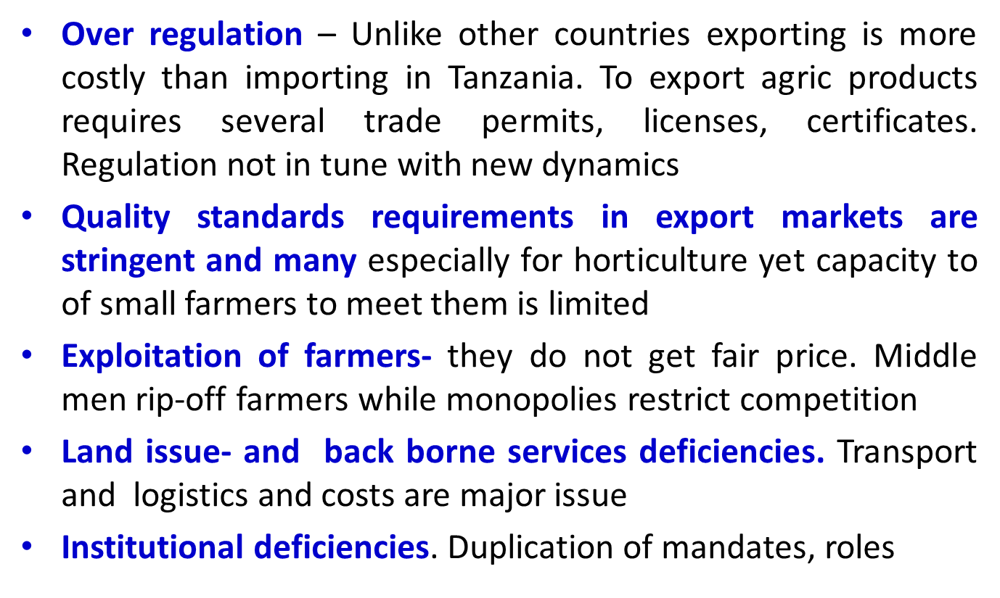 • Over regulation – Unlike other countries exporting is more
costly than importing in Tanzania. To export agric products
requires several trade permits, licenses, certificates.
Regulation not in tune with new dynamics
• Quality standards requirements in export markets are
stringent and many especially for horticulture yet capacity to
of small farmers to meet them is limited
• Exploitation of farmers- they do not get fair price. Middle
men rip-off farmers while monopolies restrict competition
• Land issue- and  back borne services deficiencies. Transport
and  logistics and costs are major issue
• Institutional deficiencies. Duplication of mandates, roles